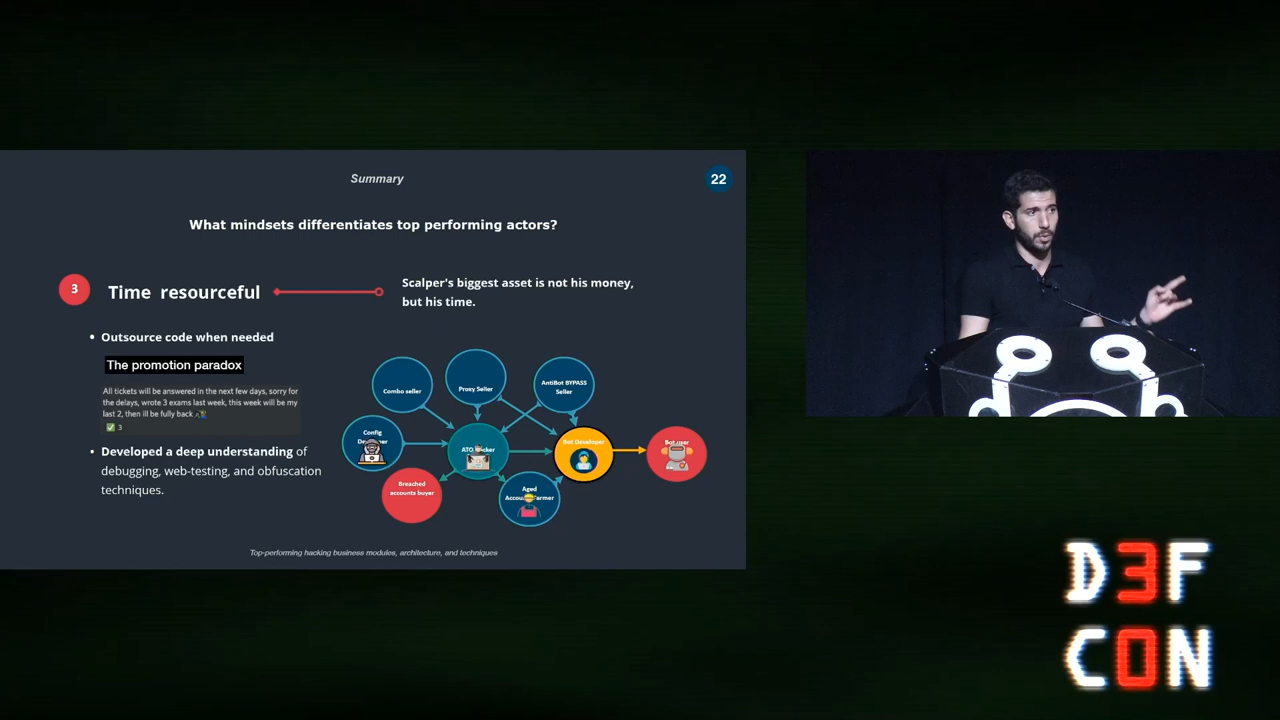 Summary
22
What mindsets differentiates top performing actors?
3
Time resourceful
Scalper's biggest asset is not his money,
but his time.
• Outsource code when needed
The promotion paradox
All tickets will be answered in the next few days, sorry for
the delays, wrote 3 exams last week, this week will be my
last 2, then ill be fully back
3
• Developed a deep understanding of
debugging, web-testing, and obfuscation
techniques.
Combo seller
Proxy Seller
AntiBot BYPASS
Seller
Config
ATO
Bot Developer
Bot user
Breached
accounts buyer
Aged
Top-performing hacking business modules, architecture, and techniques
D3F
C0N